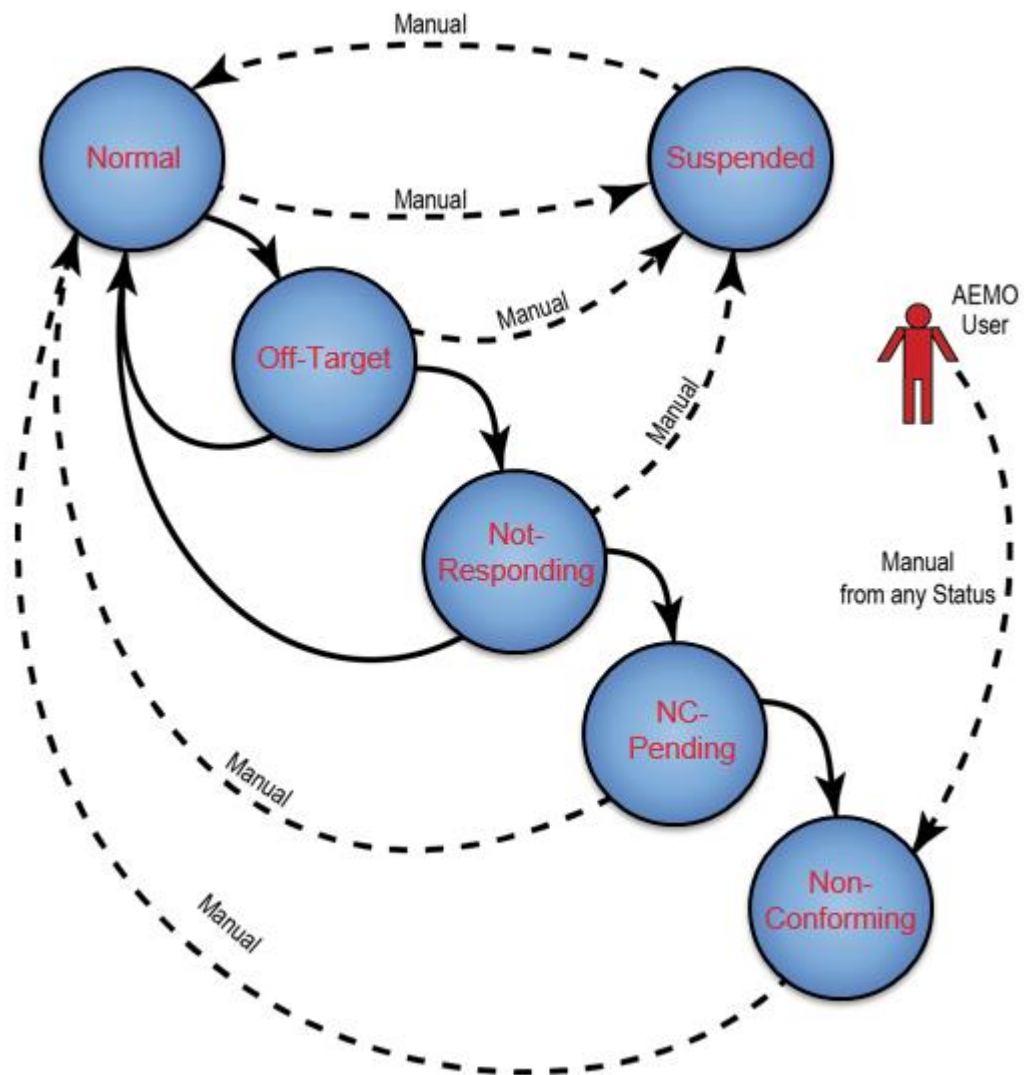 Manual
Normal
Suspended
Manual
AEMO
User
Manual
Off-Target
Manual
Not-
Responding
Manual
from any Status
NC-
Pending
Manual
Non-
Conforming
Manual